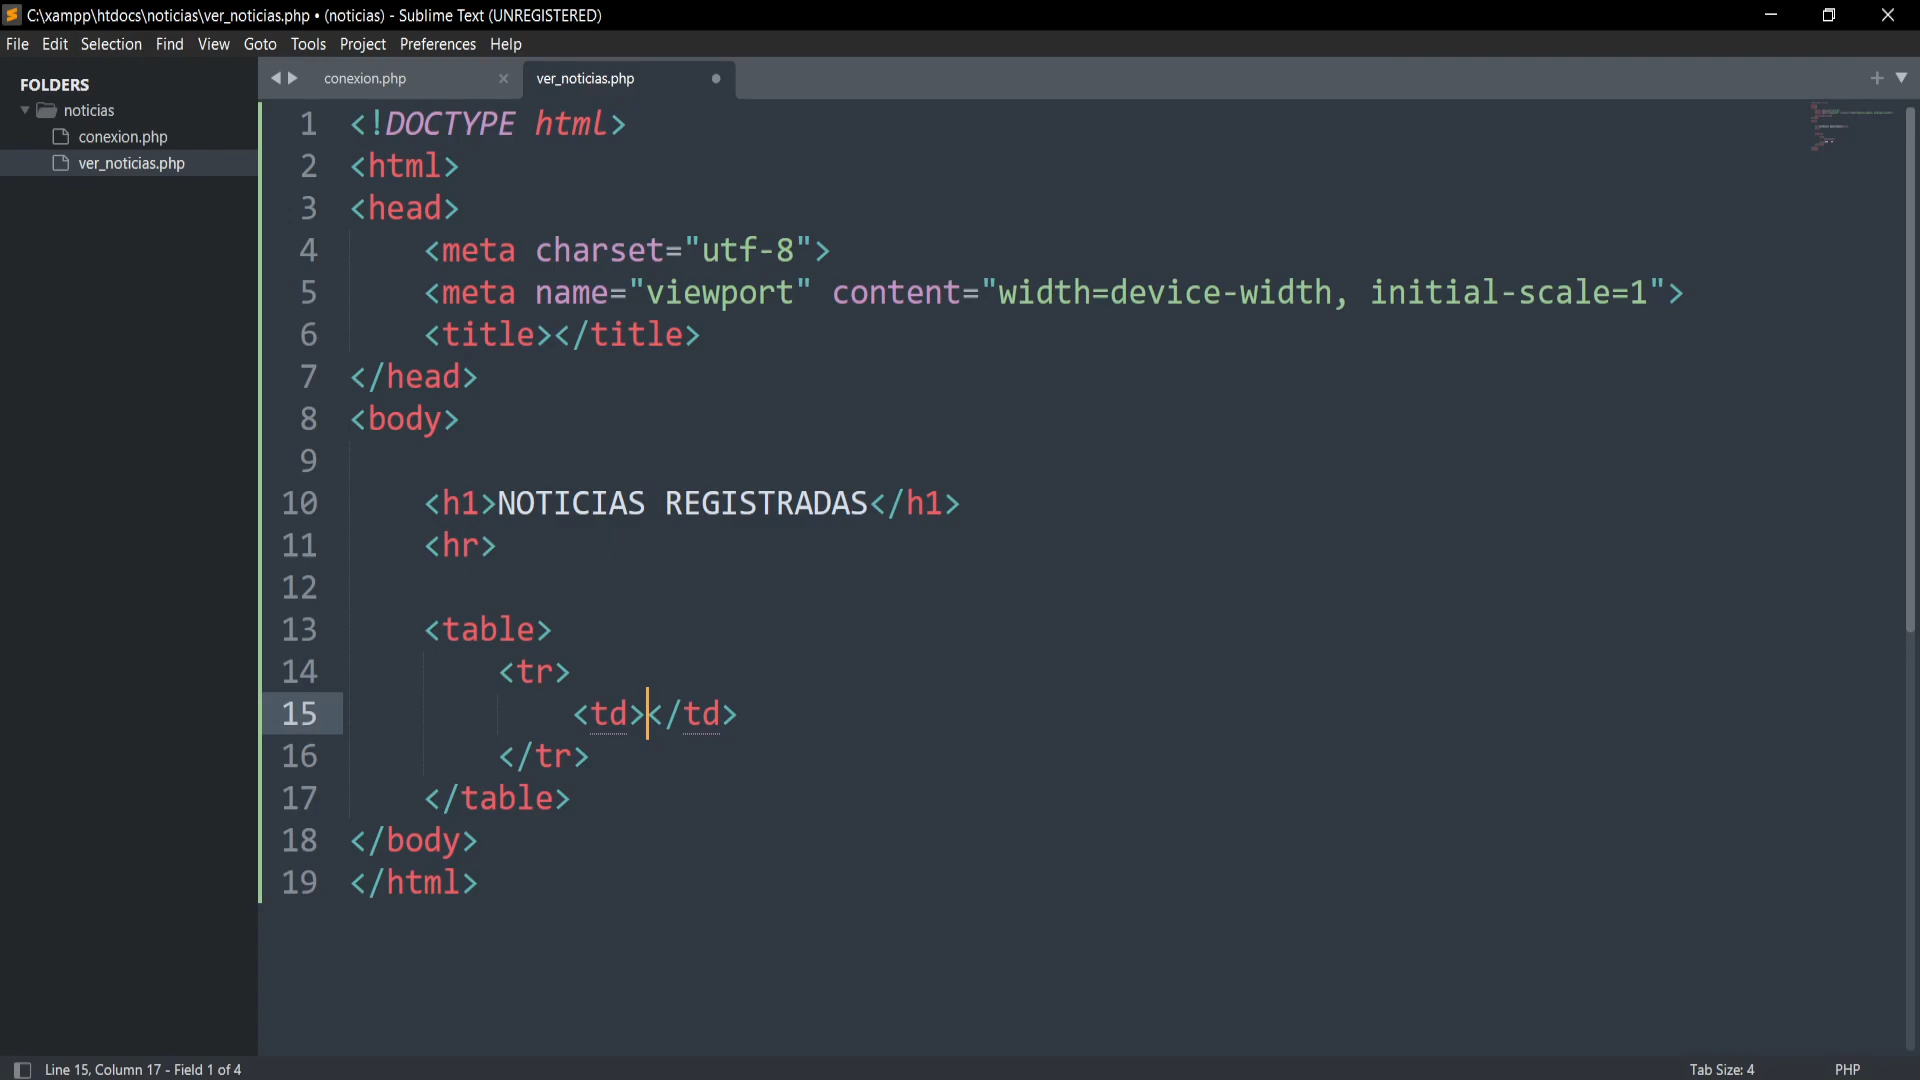 C:\xampp\htdocs\noticias\ver_noticias.php • (noticias) - Sublime Text (UNREGISTERED)
File Edit Selection Find View Goto Tools Project Preferences Help
FOLDERS
noticias
conexion.php
ver_noticias.php
conexion.php ver_noticias.php
1 <!DOCTYPE html>
2 <html>
3 <head>
4 <meta charset="utf-8">
5 <meta name="viewport" content="width=device-width, initial-scale=1">
6 <title></title>
7 </head>
8 <body>
9
10 <h1>NOTICIAS REGISTRADAS</h1>
11 <hr>
12
13 <table>
14 <tr>
15 <td></td>
16 </tr>
17 </table>
18 </body>
19 </html>
Line 15, Column 17 - Field 1 of 4
Tab Size: 4 PHP